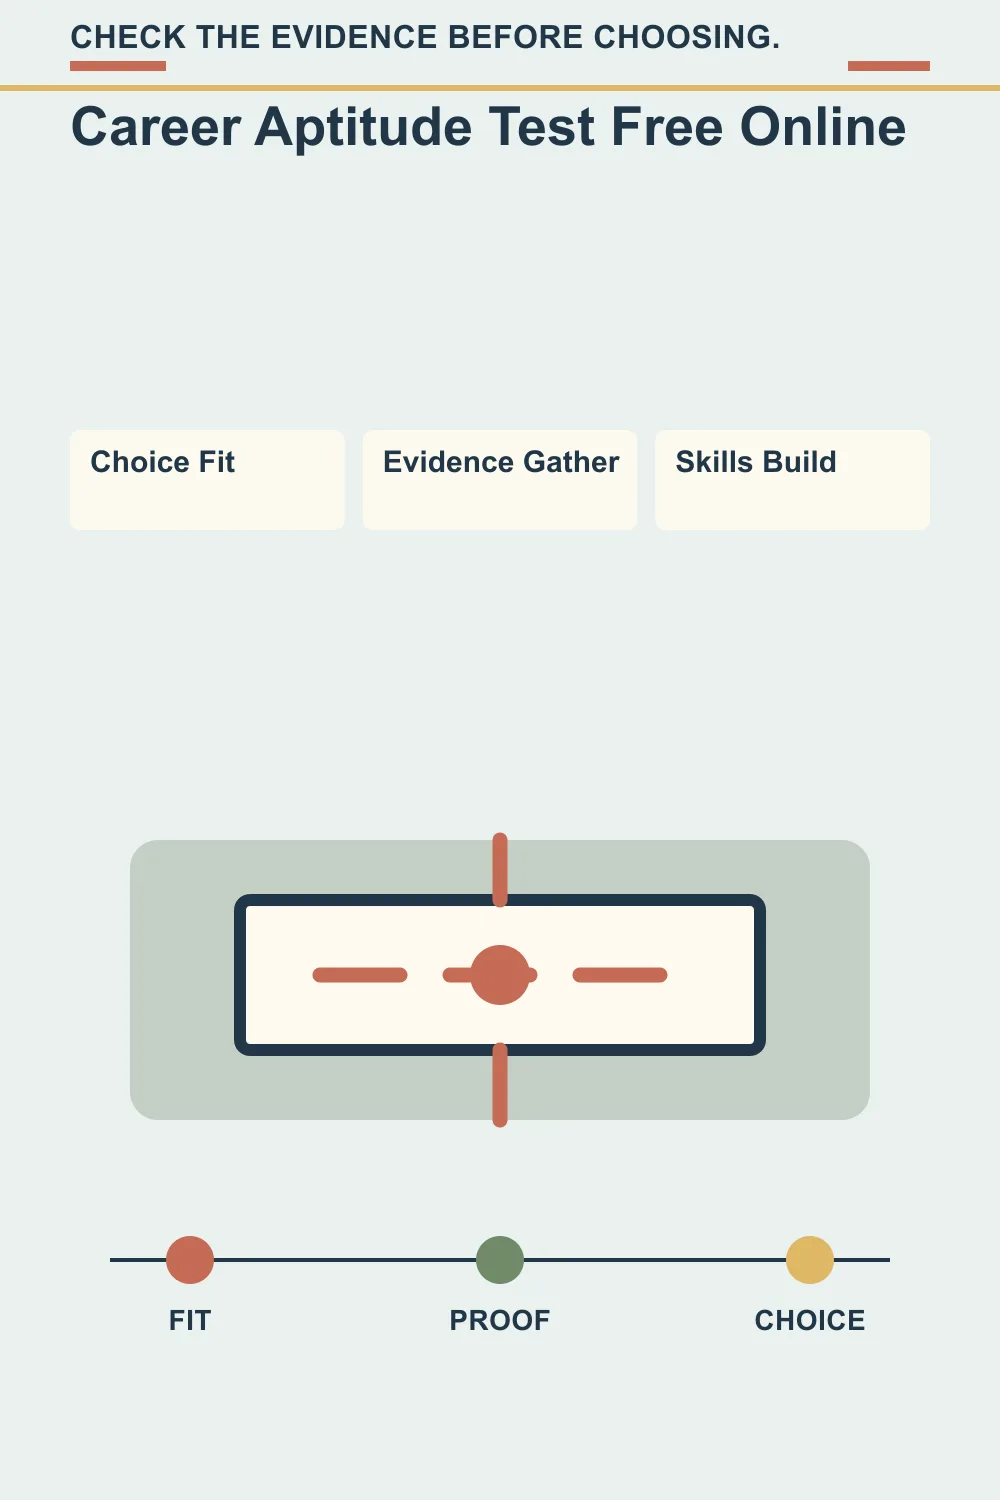 CHECK THE EVIDENCE BEFORE CHOOSING.
Career Aptitude Test Free Online
Choice Fit
Evidence Gather
Skills Build
FIT
PROOF
CHOICE